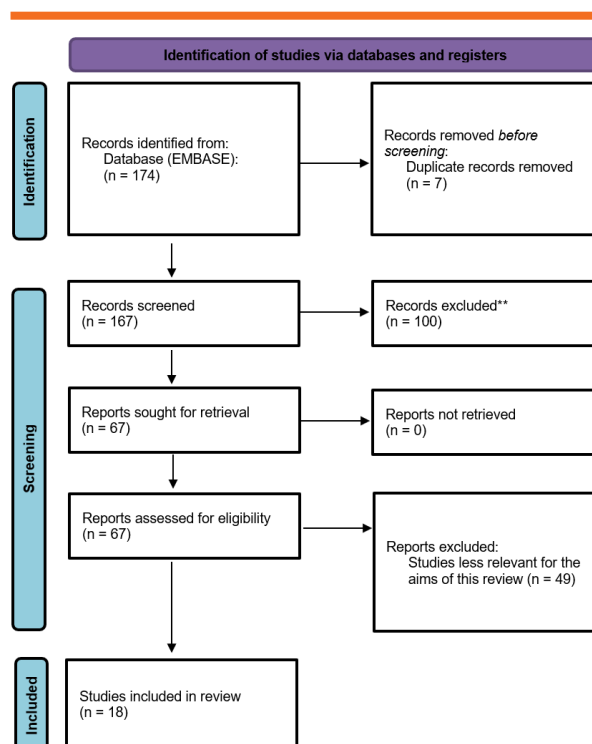 Identification of studies via databases and registers
Identification
Records identified from:
Database (EMBASE):
(n = 174)
Records removed before
screening:
Duplicate records removed
(n = 7)
Screening
Records screened
(n = 167)
Records excluded**
(n = 100)
Reports sought for retrieval
(n = 67)
Reports not retrieved
(n = 0)
Reports assessed for eligibility
(n = 67)
Reports excluded:
Studies less relevant for the
aims of this review (n = 49)
Included
Studies included in review
(n = 18)